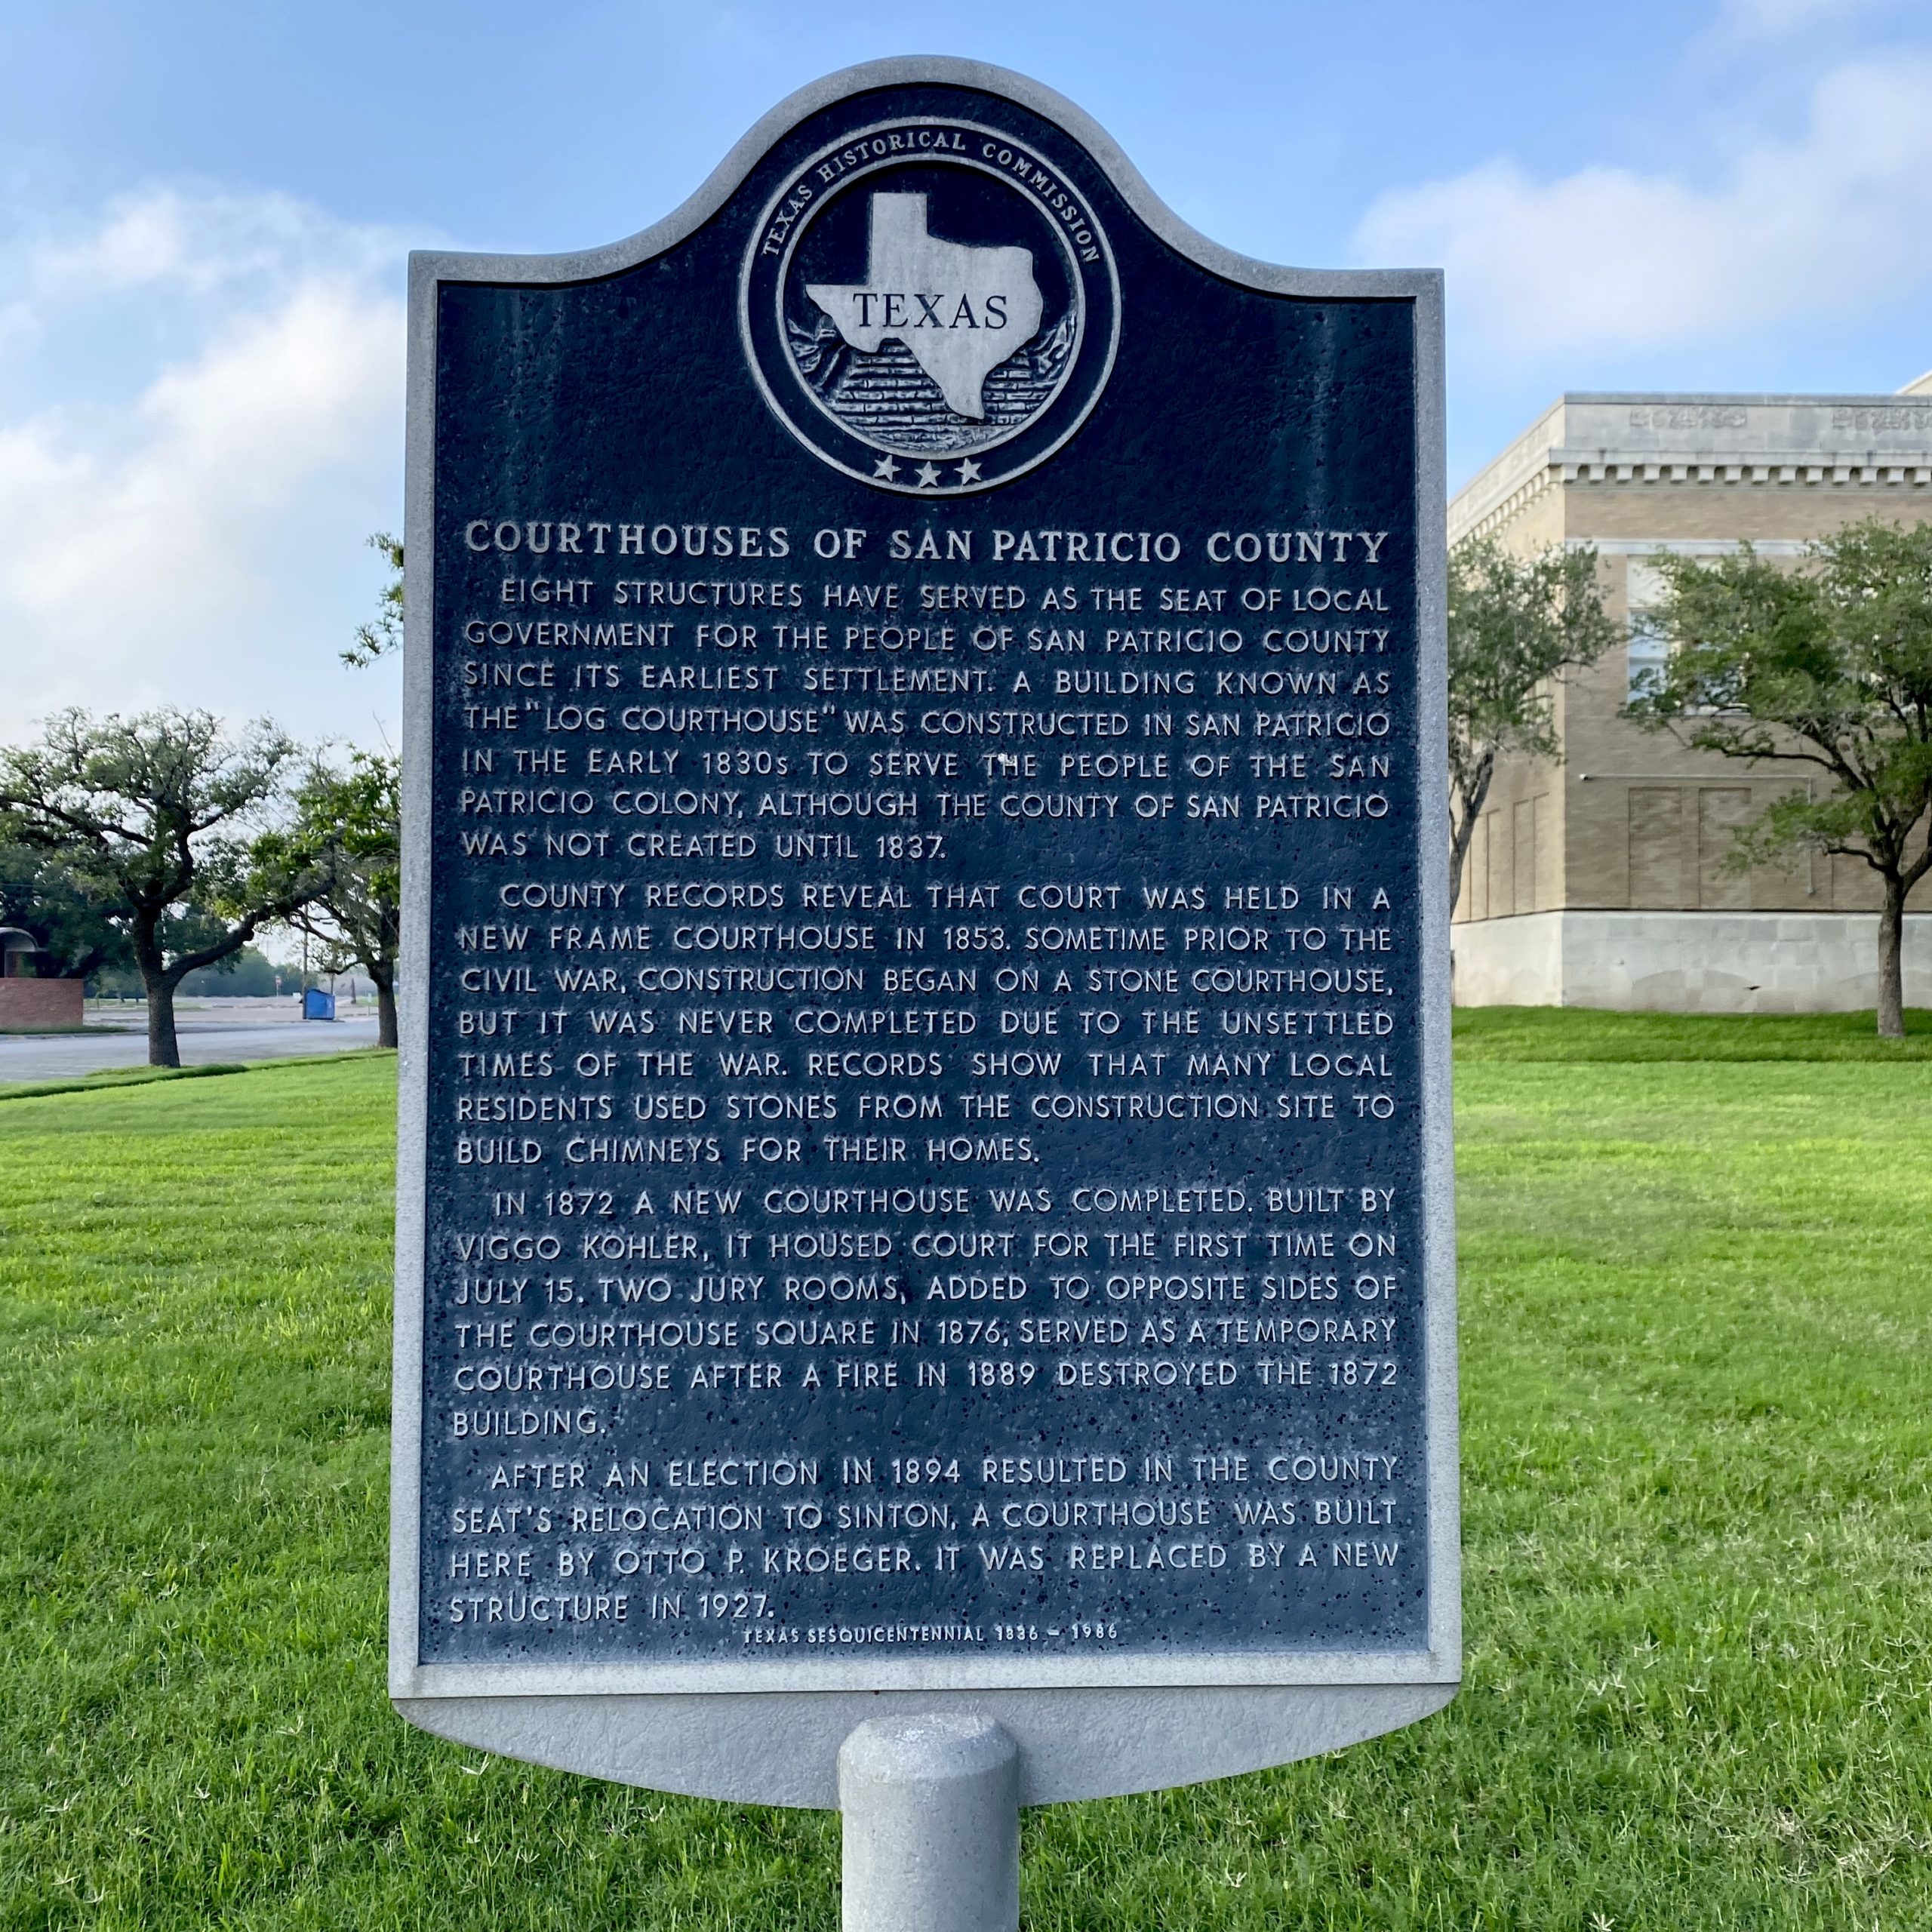 TEXAS HISTORICAL COMMISSION
TEXAS
COURTHOUSES OF SAN PATRICIO COUNTY
EIGHT STRUCTURES HAVE SERVED AS THE SEAT OF LOCAL
GOVERNMENT FOR THE PEOPLE OF SAN PATRICIO COUNTY
SINCE ITS EARLIEST SETTLEMENT. A BUILDING KNOWN AS
THE "LOG COURTHOUSE" WAS CONSTRUCTED IN SAN PATRICIO
IN THE EARLY 1830s TO SERVE THE PEOPLE OF THE SAN
PATRICIO COLONY, ALTHOUGH THE COUNTY OF SAN PATRICIO
WAS NOT CREATED UNTIL 1837.
COUNTY RECORDS REVEAL THAT COURT WAS HELD IN A
NEW FRAME COURTHOUSE IN 1853. SOMETIME PRIOR TO THE
CIVIL WAR, CONSTRUCTION BEGAN ON A STONE COURTHOUSE,
BUT IT WAS NEVER COMPLETED DUE TO THE UNSETTLED
TIMES OF THE WAR. RECORDS SHOW THAT MANY LOCAL
RESIDENTS USED STONES FROM THE CONSTRUCTION SITE TO
BUILD CHIMNEYS FOR THEIR HOMES.
IN 1872 A NEW COURTHOUSE WAS COMPLETED. BUILT BY
VIGGO KOHLER, IT HOUSED COURT FOR THE FIRST TIME ON
JULY 15. TWO JURY ROOMS, ADDED TO OPPOSITE SIDES OF
THE COURTHOUSE SQUARE IN 1876, SERVED AS A TEMPORARY
COURTHOUSE AFTER A FIRE IN 1889 DESTROYED THE 1872
BUILDING.
AFTER AN ELECTION IN 1894 RESULTED IN THE COUNTY
SEAT'S RELOCATION TO SINTON, A COURTHOUSE WAS BUILT
HERE BY OTTO P. KROEGER. IT WAS REPLACED BY A NEW
STRUCTURE IN 1927.
TEXAS SESQUICENTENNIAL 1836 - 1986